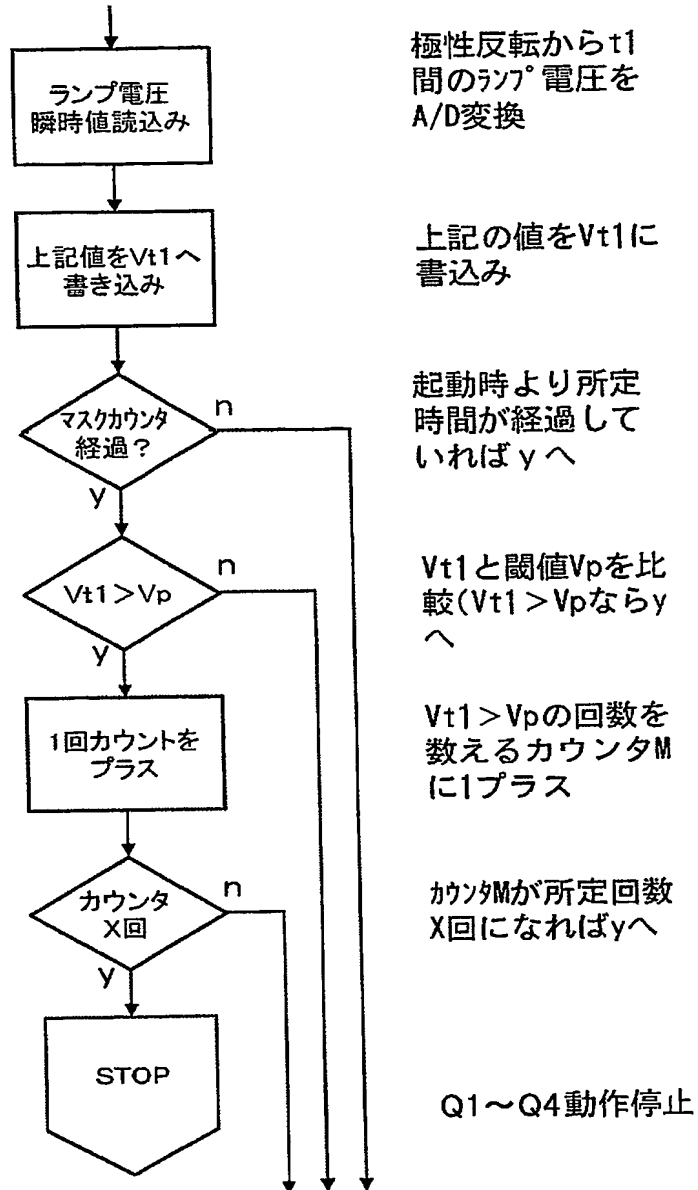 ランプ電圧
瞬時値読込み
極性反転からt1
間のﾗﾝﾌﾟ電圧を
A/D変換
上記値をVt1へ
書き込み
上記の値をVt1に
書込み
マスクカウンタ
経過?
n
y
起動時より所定
時間が経過して
いればyへ
Vt1>Vp
n
y
Vt1と閾値Vpを比
較(Vt1>Vpならy
へ
1回カウントを
プラス
Vt1>Vpの回数を
数えるカウンタM
に1プラス
カウンタ
X回
n
y
ｶｳﾝﾀMが所定回数
X回になればyへ
STOP
Q1～Q4動作停止